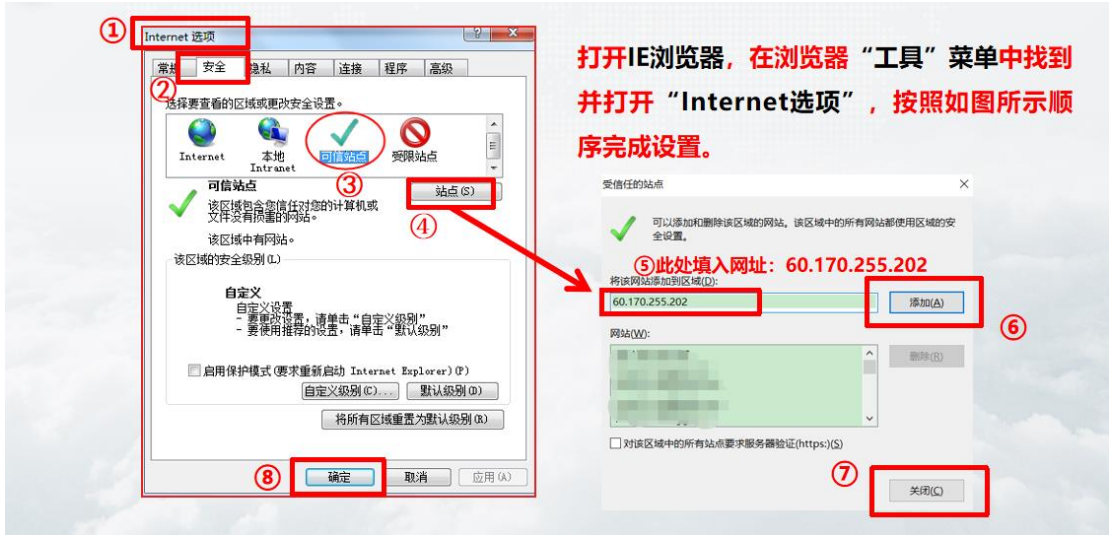 ①
Internet 选项
常规 安全 隐私 内容 连接 程序 高级
②
选择要查看的区域或更改安全设置。
Internet
本地
Intranet
可信站点
受限站点
③
可信站点
该区域包含您信任对您的计算机或
文件没有损害的网站。
该区域中有网站。
站点(S)
④
该区域的安全级别(L)
自定义
自定义设置
- 要更改设置，请单击“自定义级别”
- 要使用推荐的设置，请单击“默认级别”
启用保护模式(要求重新启动 Internet Explorer)(P)
自定义级别(C)... 默认级别(D)
将所有区域重置为默认级别(R)
⑧
确定 取消 应用(A)
打开IE浏览器，在浏览器“工具”菜单中找到
并打开“Internet选项”，按照如图所示顺
序完成设置。
受信任的站点
可以添加和删除该区域的网站。该区域中的所有网站都使用区域的安
全设置。
⑤此处填入网址：60.170.255.202
将该网站添加到区域(D):
60.170.255.202
添加(A)
⑥
网站(W):
删除(R)
对该区域中的所有站点要求服务器验证(https:)(S)
⑦
关闭(C)